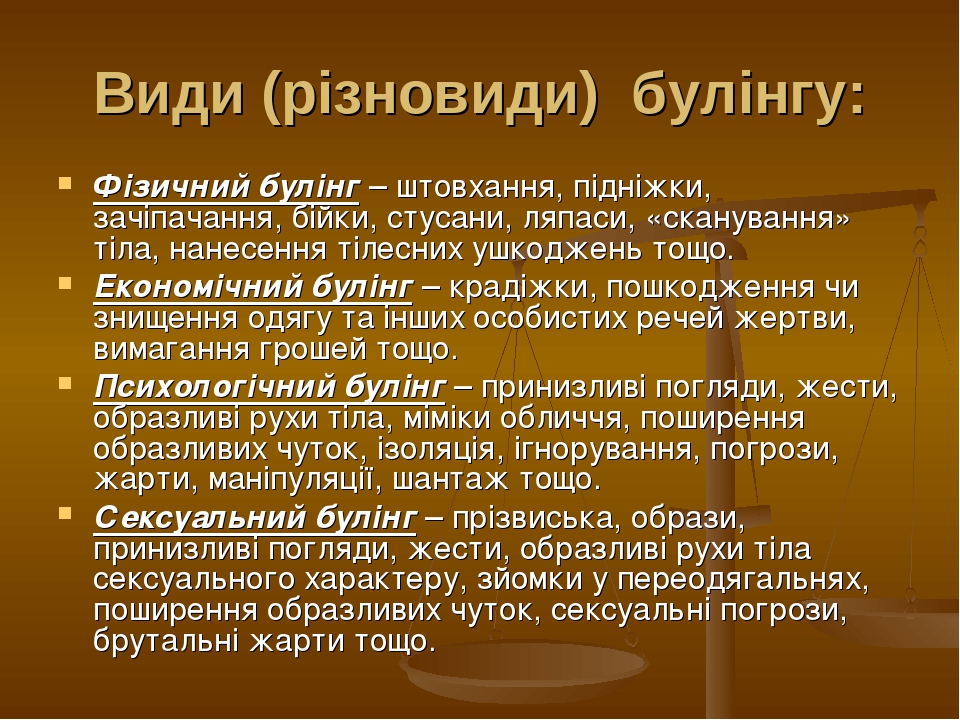 Види (різновиди) булінгу:
Фізичний булінг – штовхання, підніжки,
зачіпачання, бійки, стусани, ляпаси, «сканування»
тіла, нанесення тілесних ушкоджень тощо.
Економічний булінг – крадіжки, пошкодження чи
знищення одягу та інших особистих речей жертви,
вимагання грошей тощо.
Психологічний булінг – принизливі погляди, жести,
образливі рухи тіла, міміки обличчя, поширення
образливих чуток, ізоляція, ігнорування, погрози,
жарти, маніпуляції, шантаж тощо.
Сексуальний булінг – прізвиська, образи,
принизливі погляди, жести, образливі рухи тіла
сексуального характеру, зйомки у переодягальнях,
поширення образливих чуток, сексуальні погрози,
брутальні жарти тощо.